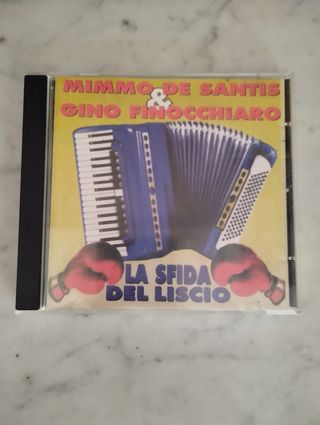 MIMMO DE SANTIS
&
GINO FINOCCHIARO
LA SFIDA
DEL LISCIO